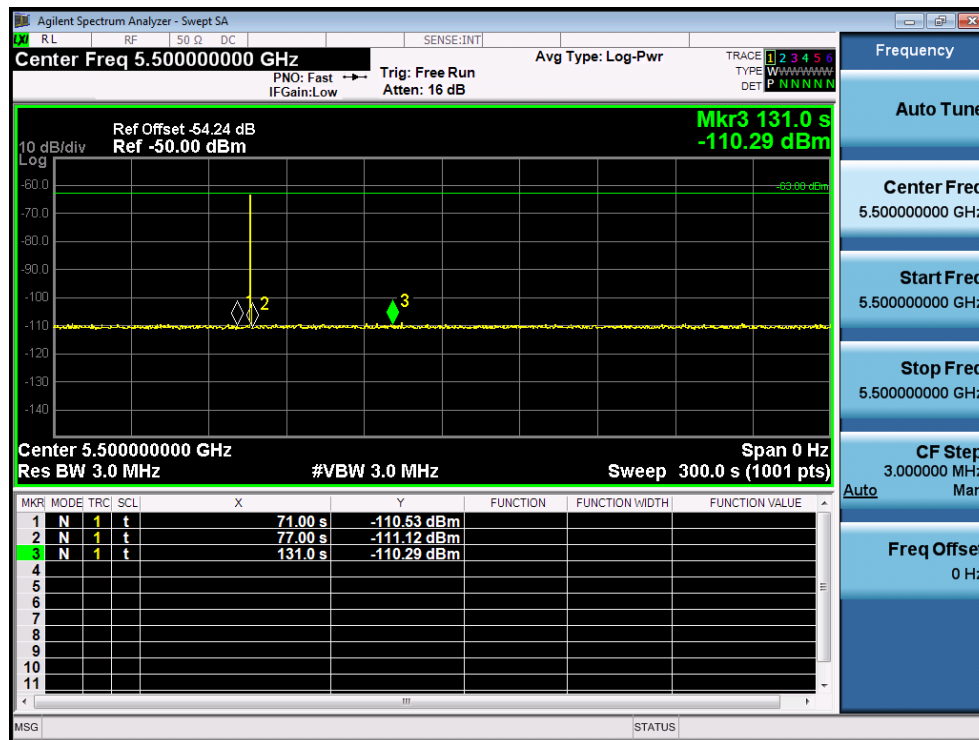 Agilent Spectrum Analyzer - Swept SA
LXI RL RF 50 Ω DC SENSE:INT
Center Freq 5.500000000 GHz
PNO: Fast
IFGain:Low
Trig: Free Run
Atten: 16 dB
Avg Type: Log-Pwr
TRACE 1 2 3 4 5 6
TYPE WWWWWW
DET P N N N N N
Ref Offset -54.24 dB
Ref -50.00 dBm
10 dB/div
Log
Mkr3 131.0 s
-110.29 dBm
-60.0
-63.00 dBm
-70.0
-80.0
-90.0
-100
2
3
-110
-120
-130
-140
Center 5.500000000 GHz
Span 0 Hz
Res BW 3.0 MHz
#VBW 3.0 MHz
Sweep 300.0 s (1001 pts)
MKR MODE TRC SCL X Y FUNCTION FUNCTION WIDTH FUNCTION VALUE
1 N 1 t 71.00 s -110.53 dBm
2 N 1 t 77.00 s -111.12 dBm
3 N 1 t 131.0 s -110.29 dBm
4
5
6
7
8
9
10
11
MSG
STATUS
Frequency
Auto Tune
Center Freq
5.500000000 GHz
Start Freq
5.500000000 GHz
Stop Freq
5.500000000 GHz
CF Step
3.000000 MHz
Auto Man
Freq Offset
0 Hz